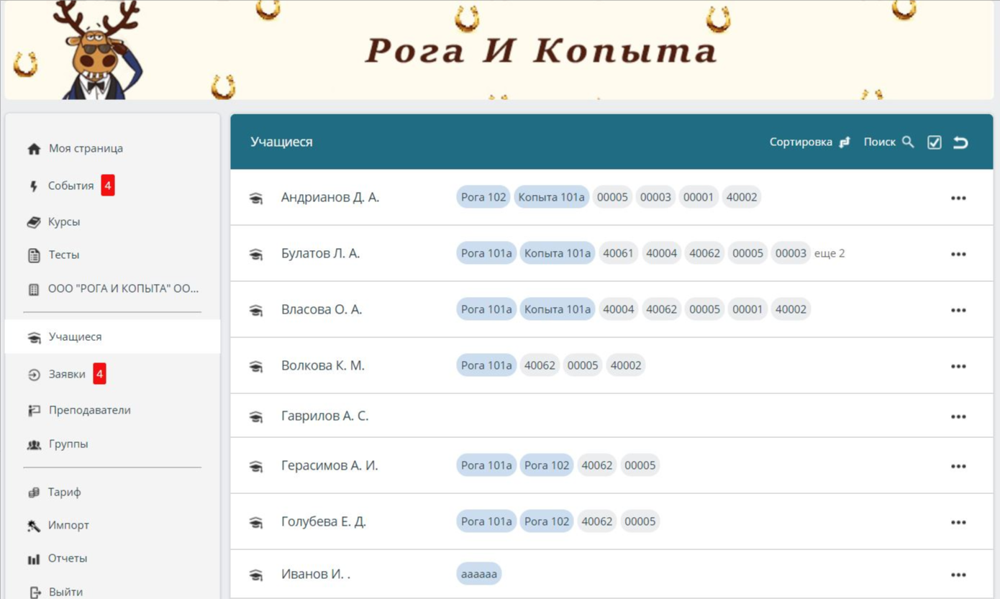 Рога И Копыта
Моя страница
События 4
Курсы
Тесты
ООО "РОГА И КОПЫТА" ОО...
Учащиеся
Заявки 4
Преподаватели
Группы
Тариф
Импорт
Отчеты
Выйти
Учащиеся Сортировка Поиск
Андрианов Д. А. Рога 102 Копыта 101а 00005 00003 00001 40002
Булатов Л. А. Рога 101а Копыта 101а 40061 40004 40062 00005 00003 еще 2
Власова О. А. Рога 101а Копыта 101а 40004 40062 00005 00001 40002
Волкова К. М. Рога 101а 40062 00005 40002
Гаврилов А. С.
Герасимов А. И. Рога 101а Рога 102 40062 00005
Голубева Е. Д. Рога 101а Рога 102 40062 00005
Иванов И. . аааааа